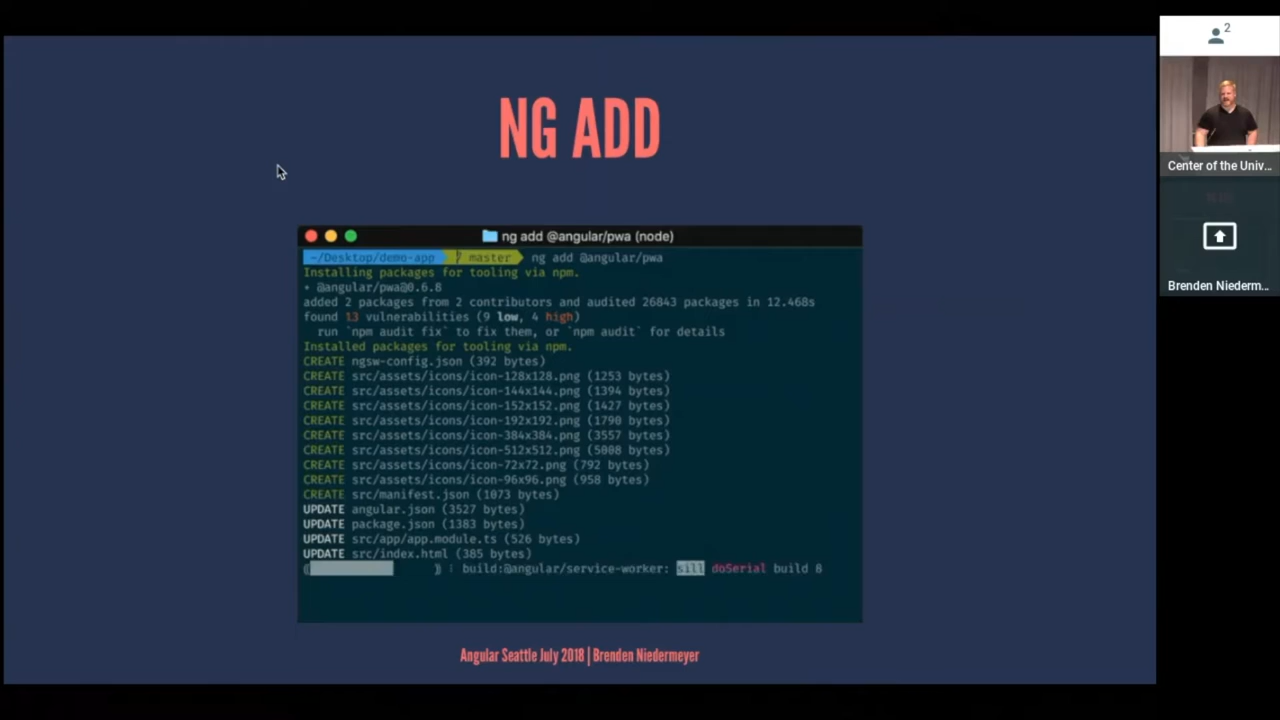 NG ADD
ng add @angular/pwa (node)
~/Desktop/demo-app master ng add @angular/pwa
Installing packages for tooling via npm.
+ @angular/pwa@0.6.8
added 2 packages from 2 contributors and audited 26843 packages in 12.468s
found 13 vulnerabilities (9 low, 4 high)
run `npm audit fix` to fix them, or `npm audit` for details
Installed packages for tooling via npm.
CREATE ngsw-config.json (392 bytes)
CREATE src/assets/icons/icon-128x128.png (1253 bytes)
CREATE src/assets/icons/icon-144x144.png (1394 bytes)
CREATE src/assets/icons/icon-152x152.png (1427 bytes)
CREATE src/assets/icons/icon-192x192.png (1790 bytes)
CREATE src/assets/icons/icon-384x384.png (3557 bytes)
CREATE src/assets/icons/icon-512x512.png (5008 bytes)
CREATE src/assets/icons/icon-72x72.png (792 bytes)
CREATE src/assets/icons/icon-96x96.png (958 bytes)
CREATE src/manifest.json (1073 bytes)
UPDATE angular.json (3527 bytes)
UPDATE package.json (1383 bytes)
UPDATE src/app/app.module.ts (526 bytes)
UPDATE src/index.html (385 bytes)
⸩ ⠇ build:@angular/service-worker: sill doSerial build 8
Angular Seattle July 2018 | Brenden Niedermeyer
2
Center of the Univ...
Brenden Niederm...